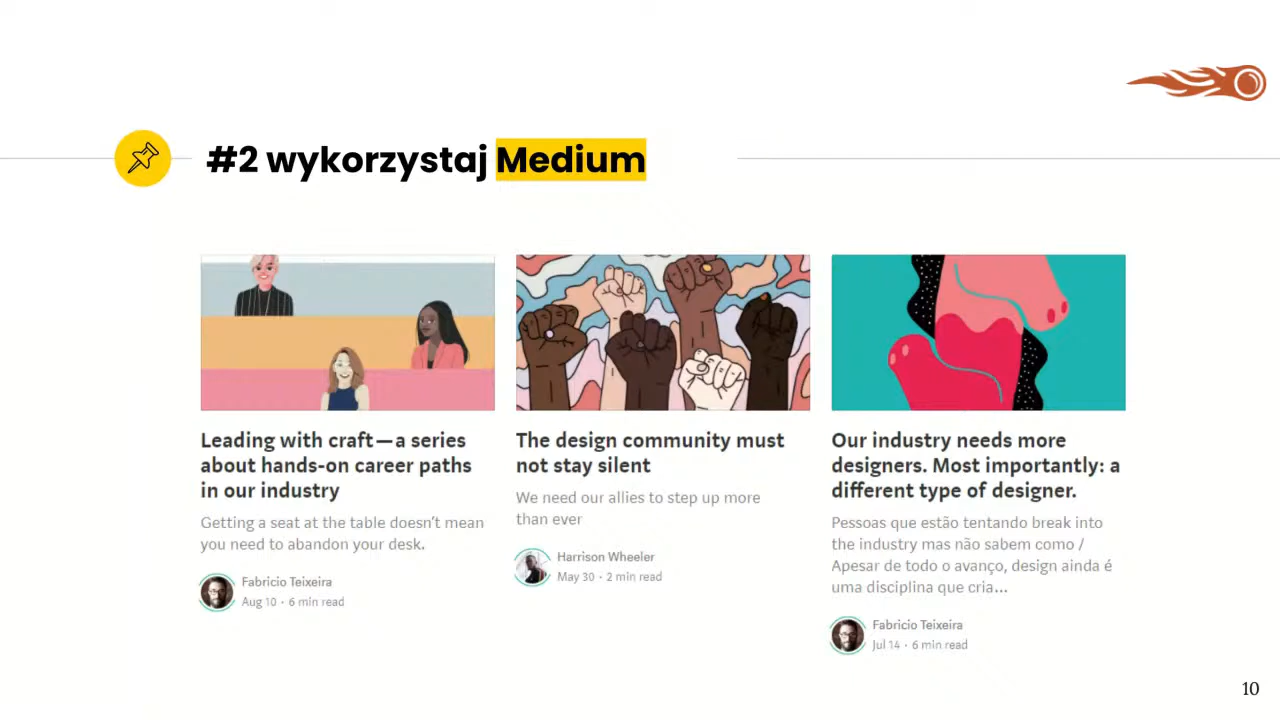 #2 wykorzystaj Medium
Leading with craft — a series
about hands-on career paths
in our industry
Getting a seat at the table doesn't mean
you need to abandon your desk.
Fabricio Teixeira
Aug 10 · 6 min read
The design community must
not stay silent
We need our allies to step up more
than ever
Harrison Wheeler
May 30 · 2 min read
Our industry needs more
designers. Most importantly: a
different type of designer.
Pessoas que estão tentando break into
the industry mas não sabem como /
Apesar de todo o avanço, design ainda é
uma disciplina que cria...
Fabricio Teixeira
Jul 14 · 6 min read
10